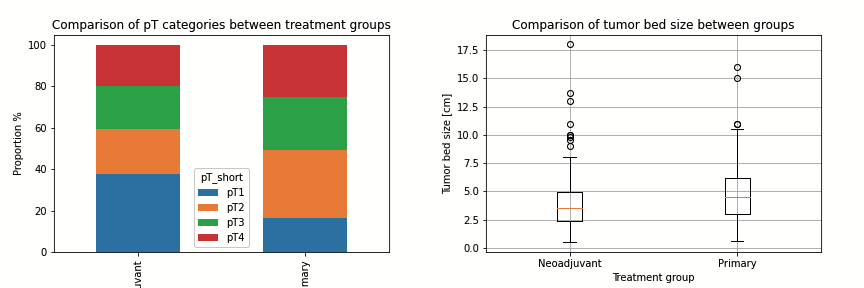 Comparison of pT categories between treatment groups
Proportion %
100
80
60
40
20
0
pT_short
pT1
pT2
pT3
pT4
uvant
mary
Comparison of tumor bed size between groups
Tumor bed size [cm]
17.5
15.0
12.5
10.0
7.5
5.0
2.5
0.0
Neoadjuvant
Primary
Treatment group